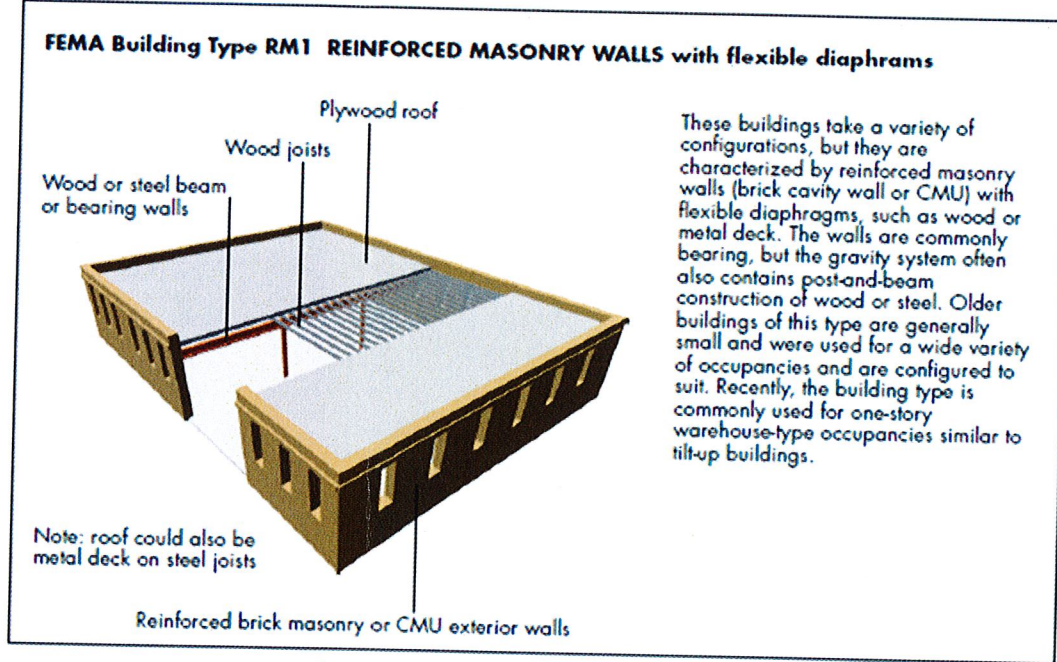 FEMA Building Type RM1 REINFORCED MASONRY WALLS with flexible diaphrams
Plywood roof
Wood joists
Wood or steel beam
or bearing walls
These buildings take a variety of
configurations, but they are
characterized by reinforced masonry
walls (brick cavity wall or CMU) with
flexible diaphragms, such as wood or
metal deck. The walls are commonly
bearing, but the gravity system often
also contains post-and-beam
construction of wood or steel. Older
buildings of this type are generally
small and were used for a wide variety
of occupancies and are configured to
suit. Recently, the building type is
commonly used for one-story
warehouse-type occupancies similar to
tilt-up buildings.
Note: roof could also be
metal deck on steel joists
Reinforced brick masonry or CMU exterior walls